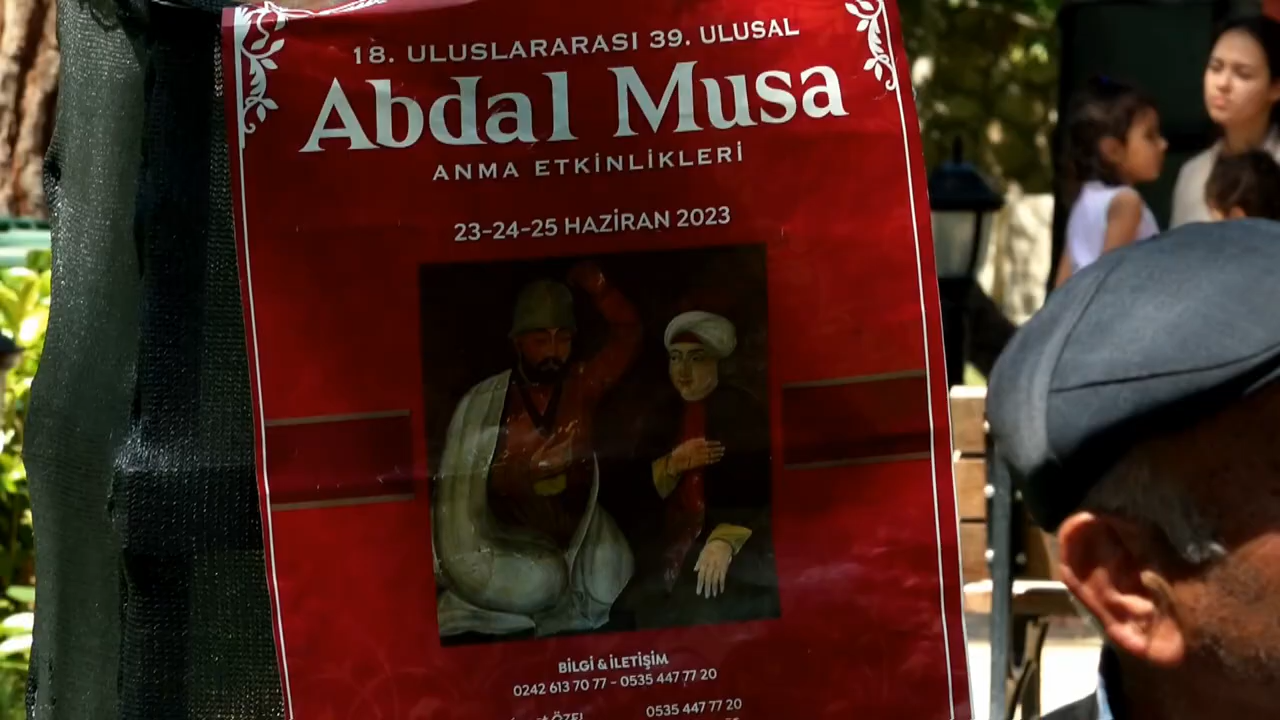 18. ULUSLARARASI 39. ULUSAL
Abdal Musa
ANMA ETKİNLİKLERİ
23-24-25 HAZİRAN 2023
BİLGİ & İLETİŞİM
0242 613 70 77 - 0535 447 77 20
ÖZEL 0535 447 77 20